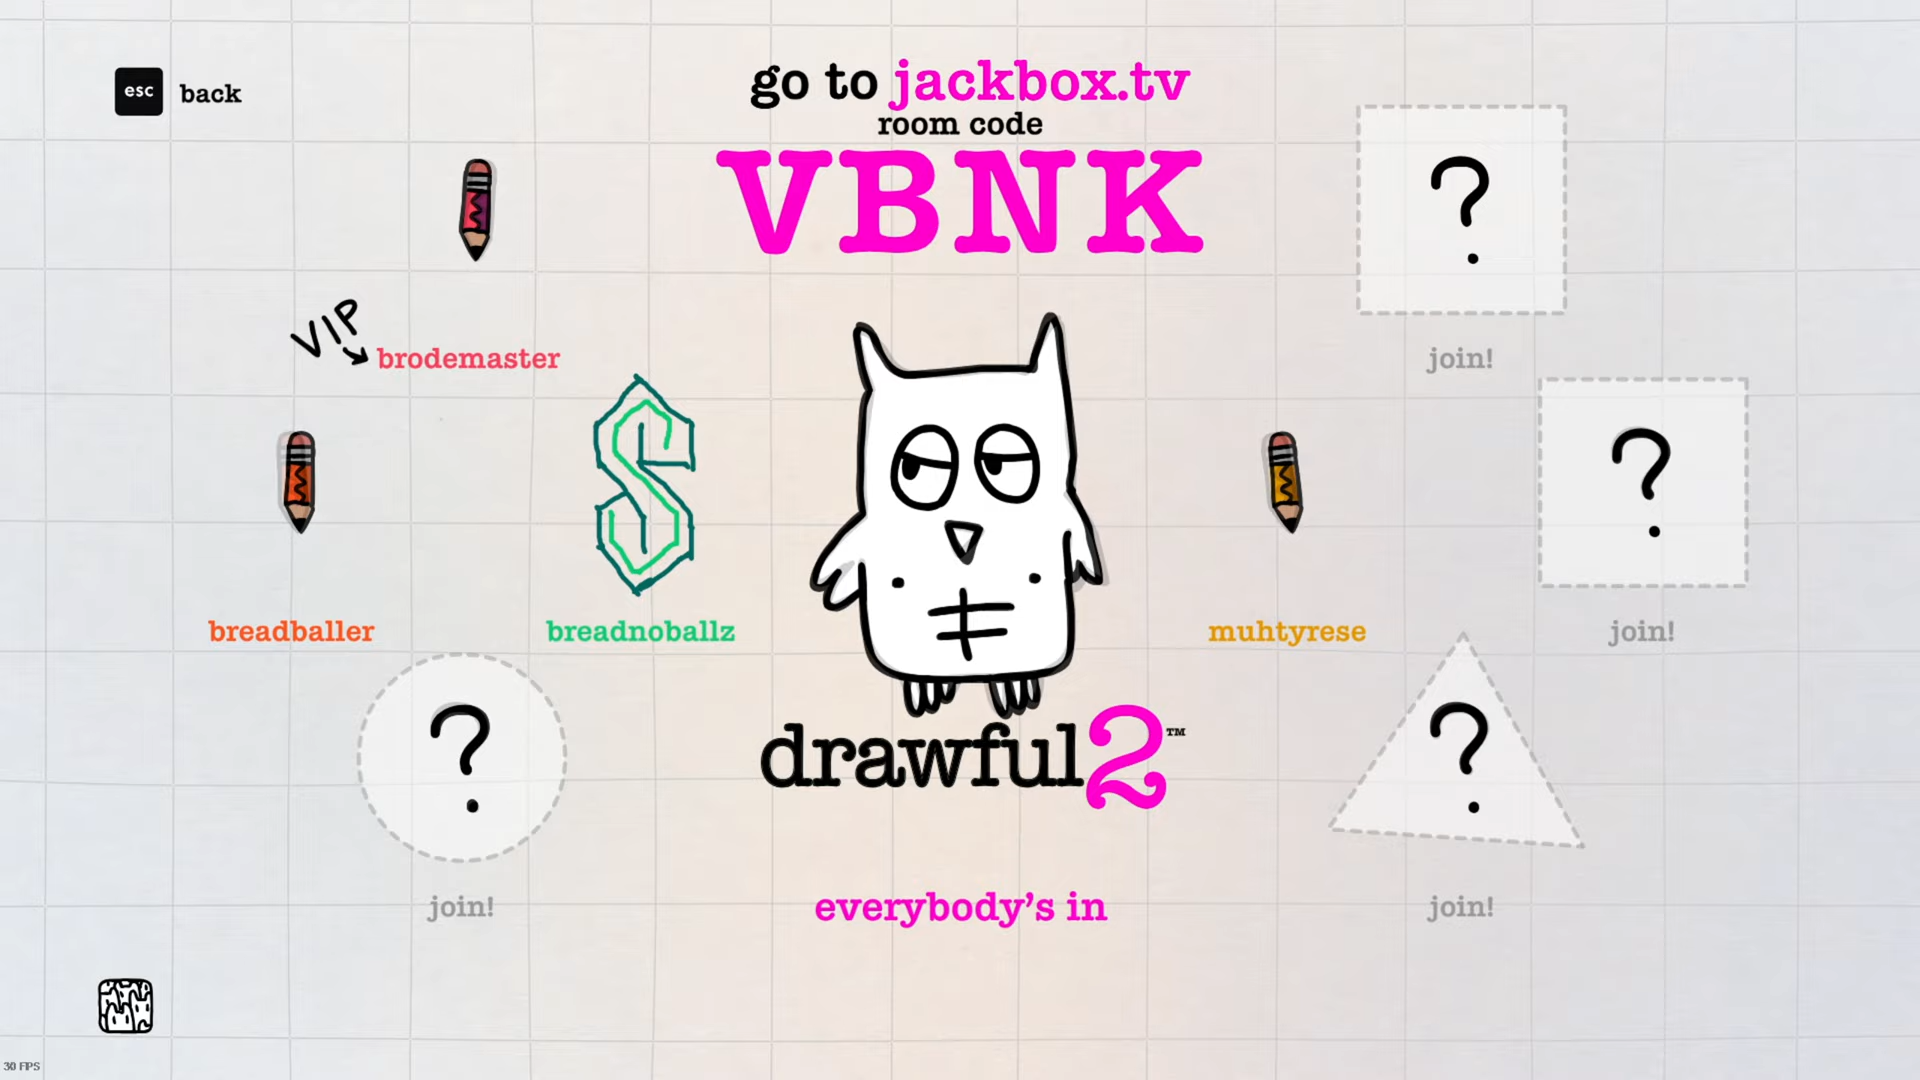 esc back
go to jackbox.tv
room code
VBNK
?
VIP
brodemaster
join!
?
S
breadballer
breadnoballz
muhtyrese
join!
?
?
drawful2™
join!
everybody's in
join!
30 FPS